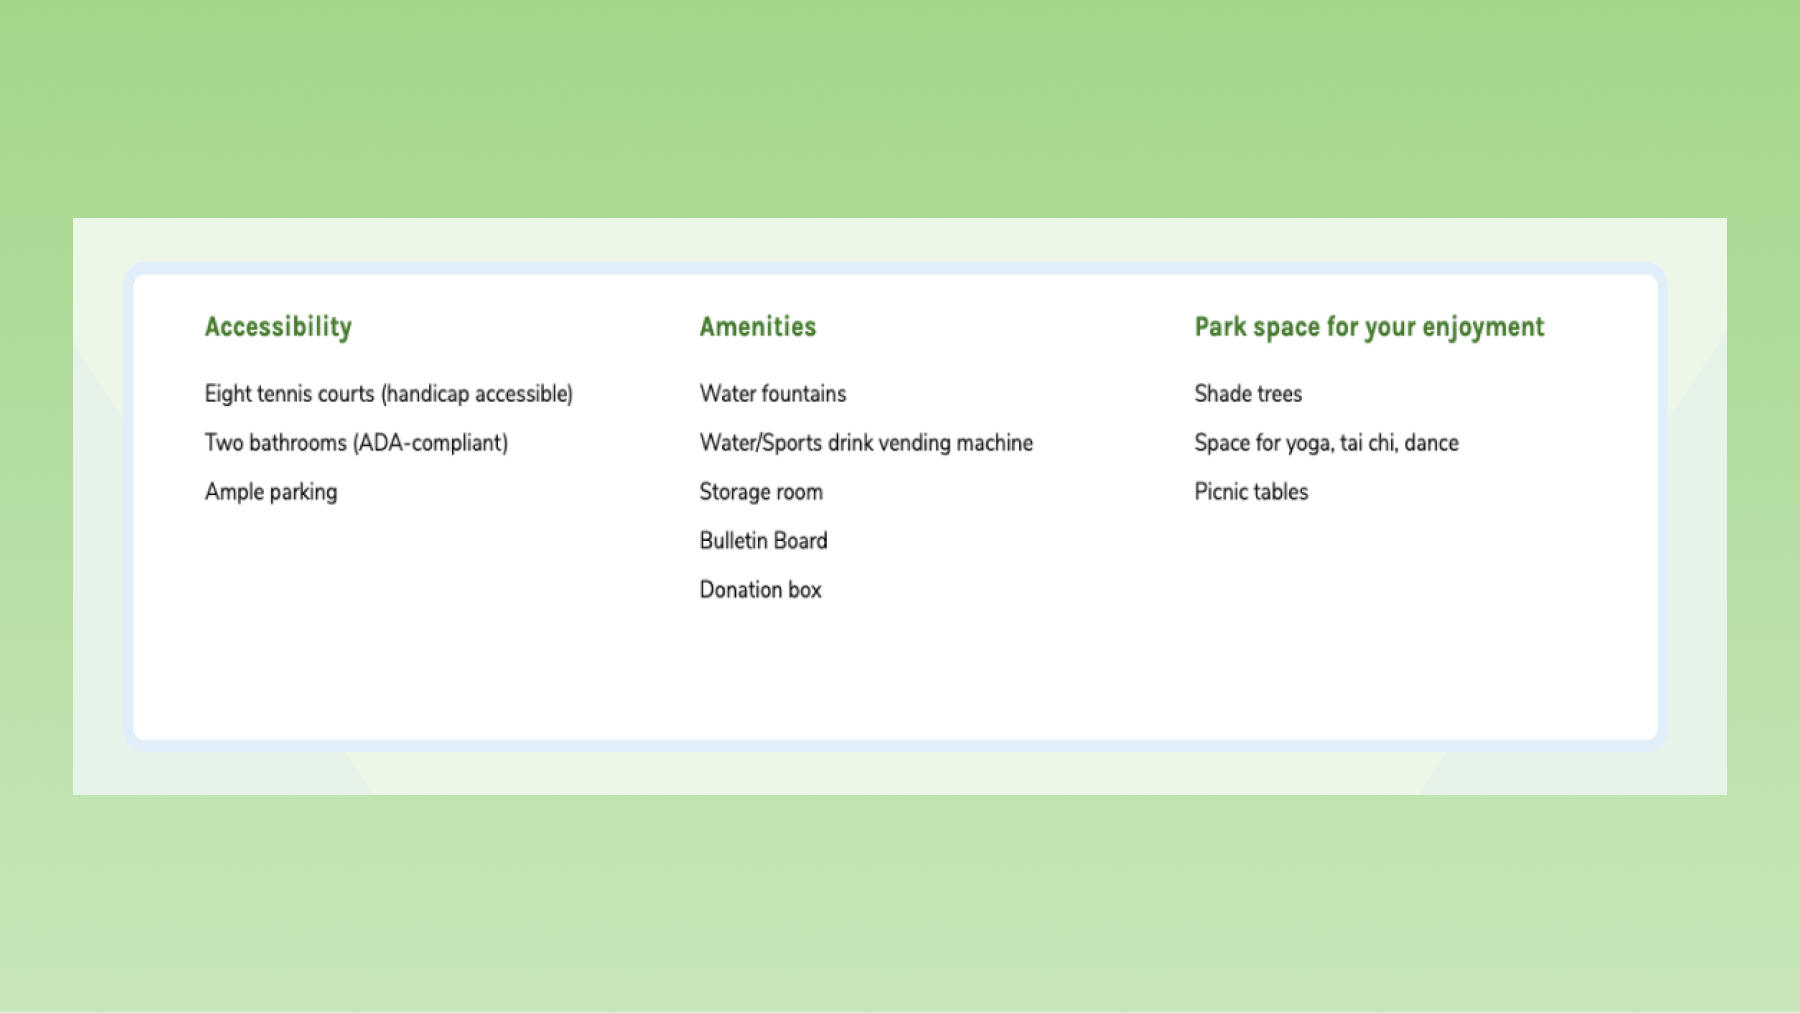 Accessibility
Eight tennis courts (handicap accessible)
Two bathrooms (ADA-compliant)
Ample parking
Amenities
Water fountains
Water/Sports drink vending machine
Storage room
Bulletin Board
Donation box
Park space for your enjoyment
Shade trees
Space for yoga, tai chi, dance
Picnic tables